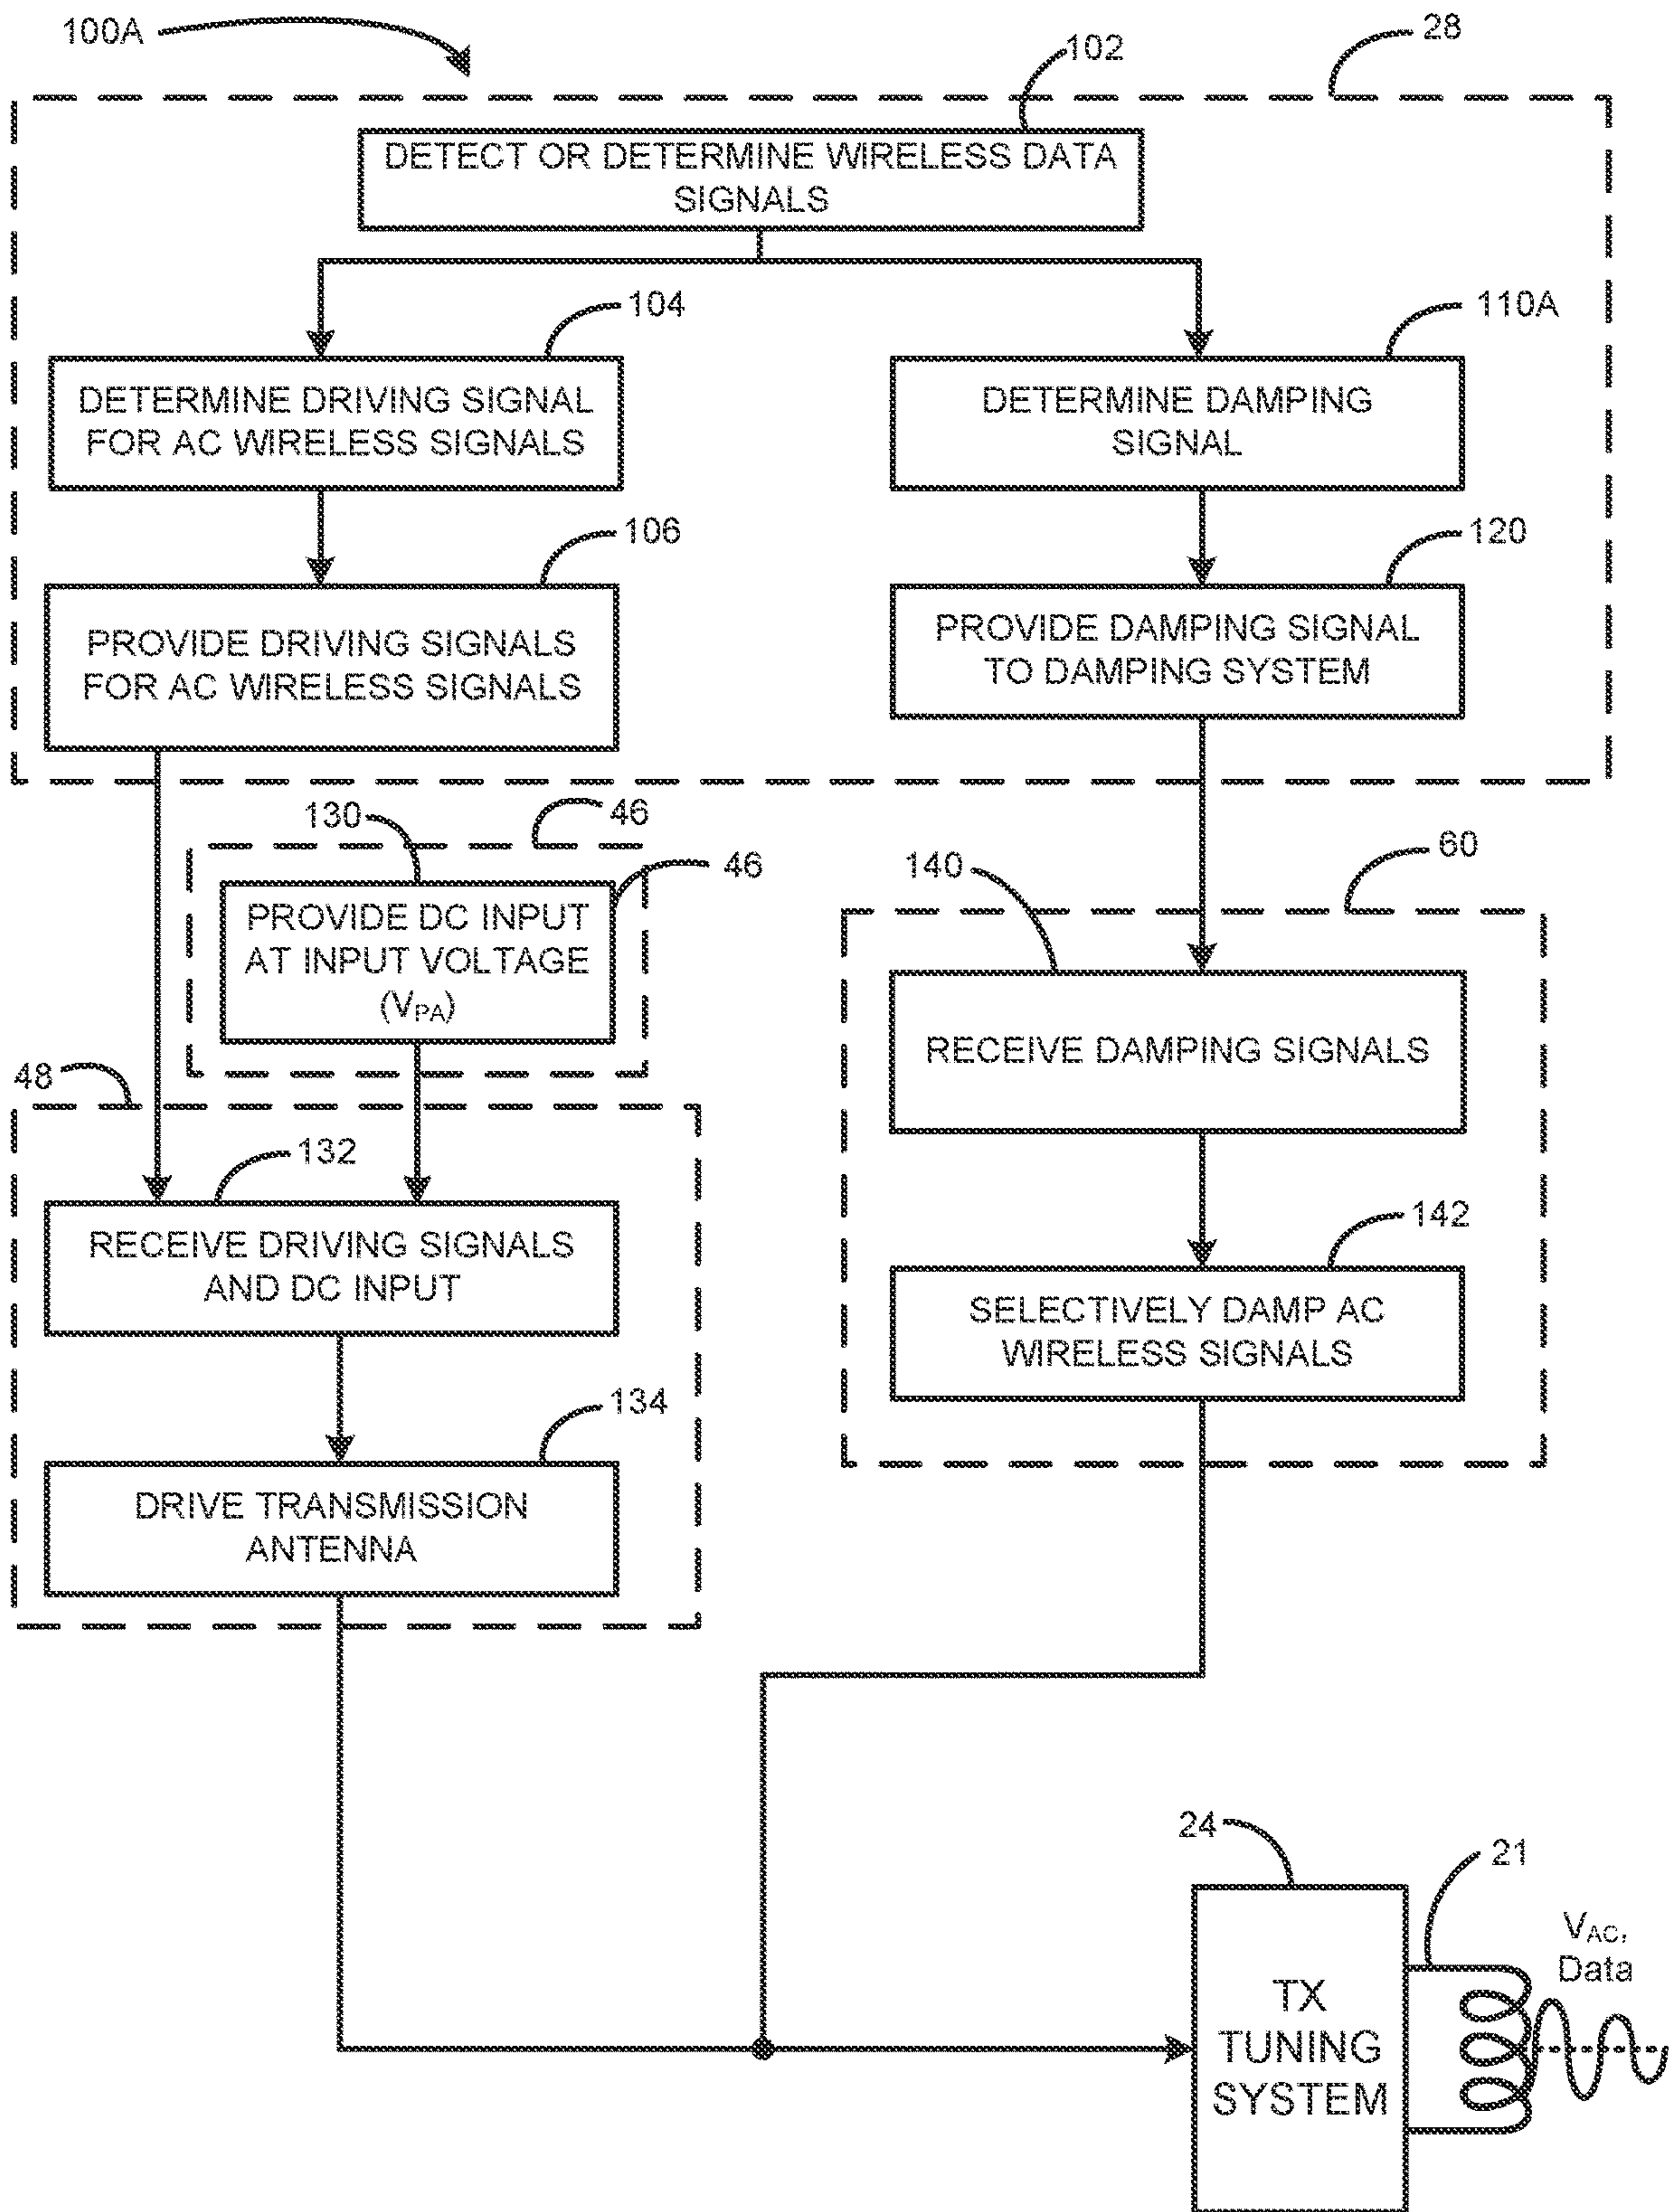 100A
28
102
DETECT OR DETERMINE WIRELESS DATA
SIGNALS
104
110A
DETERMINE DRIVING SIGNAL
FOR AC WIRELESS SIGNALS
DETERMINE DAMPING
SIGNAL
106
120
PROVIDE DRIVING SIGNALS
FOR AC WIRELESS SIGNALS
PROVIDE DAMPING SIGNAL
TO DAMPING SYSTEM
130
46
46
140
60
PROVIDE DC INPUT
AT INPUT VOLTAGE
(VPA)
RECEIVE DAMPING SIGNALS
48
132
RECEIVE DRIVING SIGNALS
AND DC INPUT
142
SELECTIVELY DAMP AC
WIRELESS SIGNALS
134
DRIVE TRANSMISSION
ANTENNA
24
21
VAC,
Data
TX
TUNING
SYSTEM